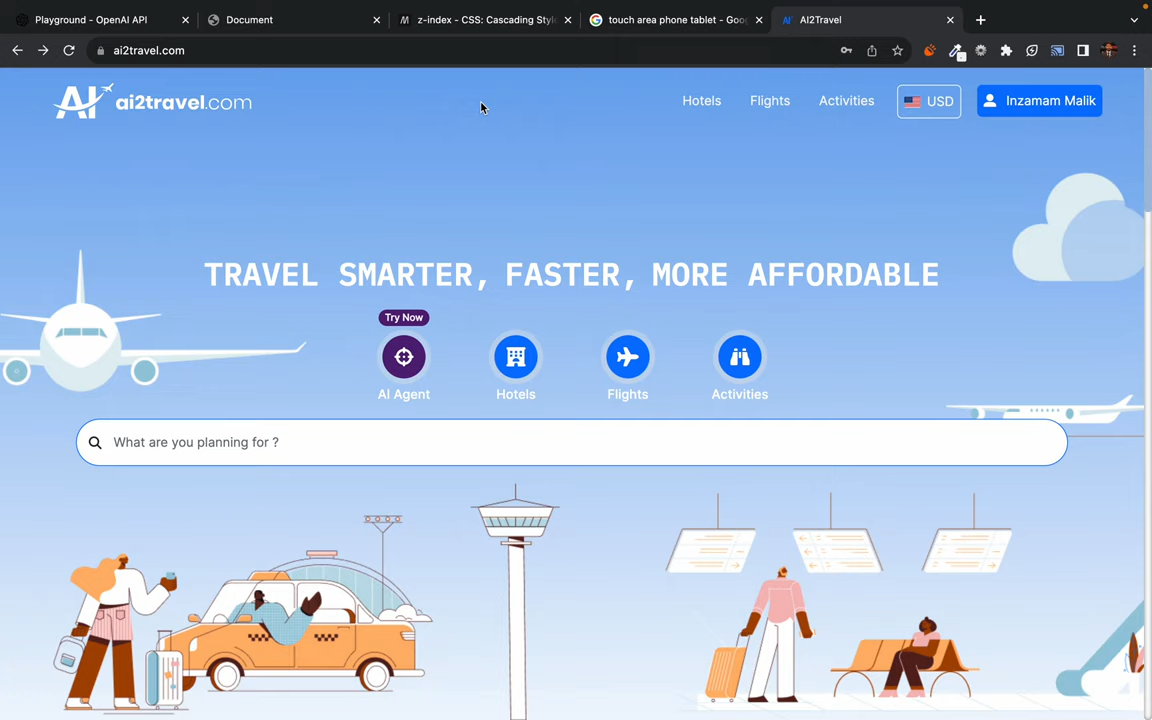 Playground - OpenAI API
Document
z-index - CSS: Cascading Style
touch area phone tablet - Goog
AI2Travel
ai2travel.com
AI ai2travel.com
Hotels
Flights
Activities
USD
Inzamam Malik
TRAVEL SMARTER, FASTER, MORE AFFORDABLE
Try Now
AI Agent
Hotels
Flights
Activities
What are you planning for ?